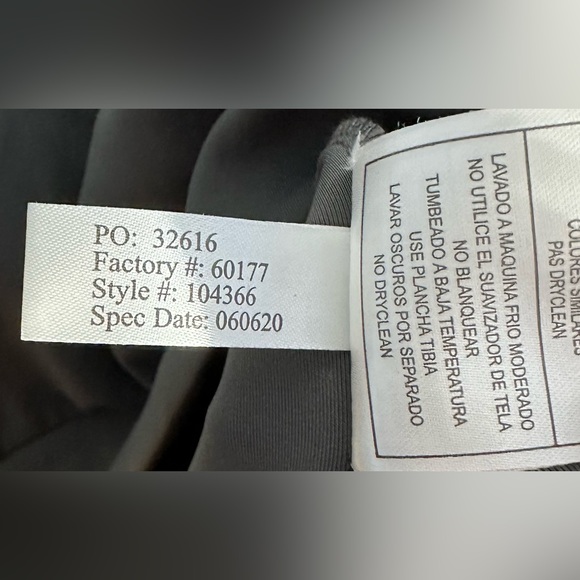 PO: 32616
Factory #: 60177
Style #: 104366
Spec Date: 060620
LAVADO A MAQUINA FRIO MODERADO
NO UTILICE EL SUAVIZADOR DE TELA
NO BLANQUEAR
TUMBEADO A BAJA TEMPERATURA
USE PLANCHA TIBIA
LAVAR OSCUROS POR SEPARADO
NO DRYCLEAN
COLORES SIMILARES
PAS DRYCLEAN